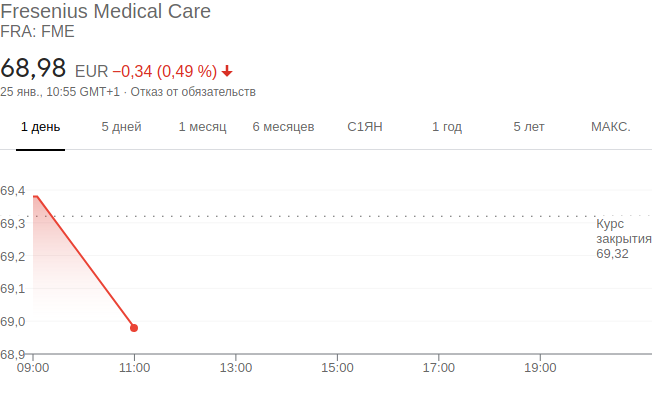 Fresenius Medical Care
FRA: FME
68,98 EUR −0,34 (0,49 %)
25 янв., 10:55 GMT+1 · Отказ от обязательств
1 день 5 дней 1 месяц 6 месяцев С1ЯН 1 год 5 лет МАКС.
69,4
69,3
69,2
69,1
69,0
68,9
Курс
закрытия
69,32
09:00 11:00 13:00 15:00 17:00 19:00